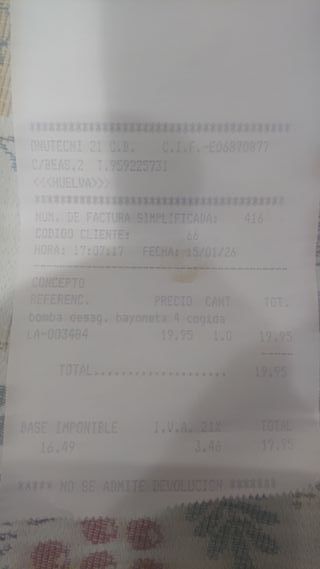 ****************************************
ONUTECNI 21 C.B. C.I.F.-E06870877
C/BEAS,2 T.959225731
<<<HUELVA>>>
****************************************
NUM. DE FACTURA SIMPLIFICADA: 416
CODIGO CLIENTE: 66
HORA: 17:07:17 FECHA: 15/01/26
----------------------------------------
CONCEPTO
REFERENC. PRECIO CANT TOT.
bomba desag. bayoneta 4 cogida
LA-003484 19.95 1.0 19.95
------
TOTAL..................... 19.95
BASE IMPONIBLE I.V.A. 21% TOTAL
16.49 3.46 19.95
***** NO SE ADMITE DEVOLUCION *******